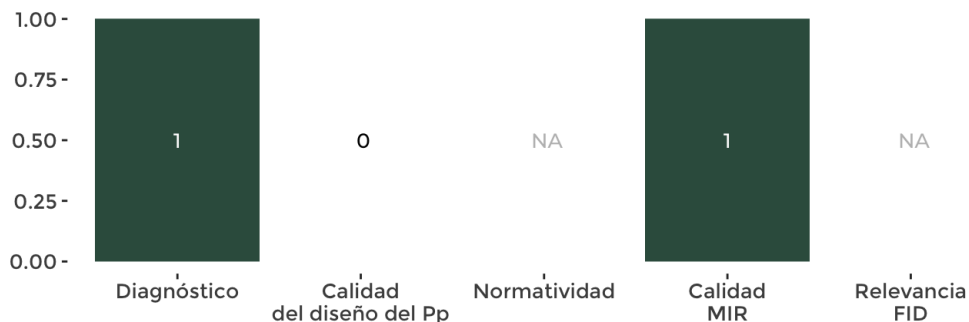 1.00
0.75
0.50
0.25
0.00
1
0
NA
1
NA
Diagnóstico
Calidad
del diseño del Pp
Normatividad
Calidad
MIR
Relevancia
FID